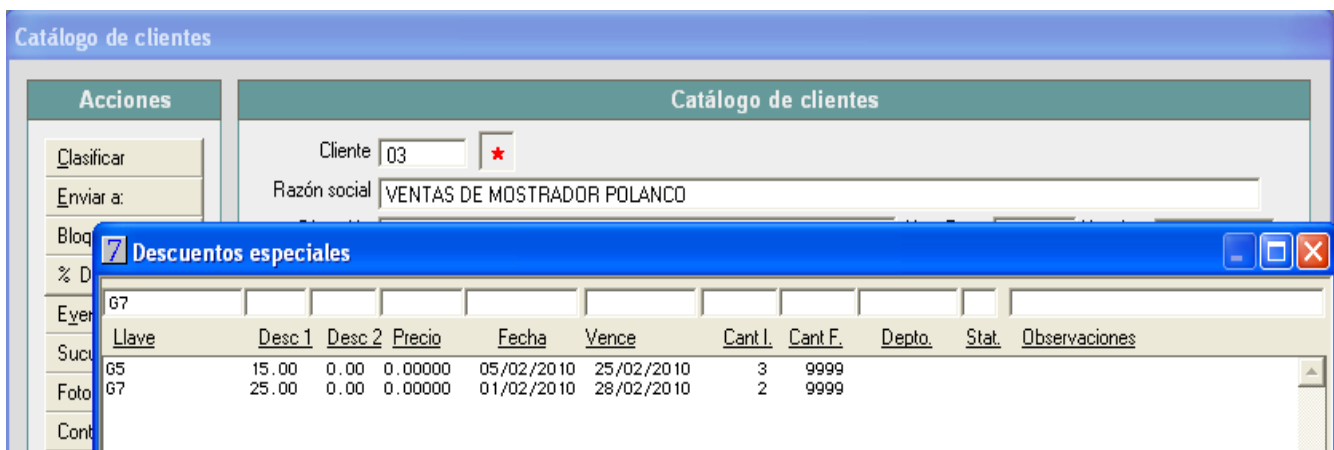 Catálogo de clientes
Acciones
Catálogo de clientes
Clasificar
Cliente 03 *
Enviar a:
Razón social VENTAS DE MOSTRADOR POLANCO
Bloq
7 Descuentos especiales
% D
G7
Even
Llave Desc 1 Desc 2 Precio Fecha Vence Cant I. Cant F. Depto. Stat. Observaciones
Sucu
G5 15.00 0.00 0.00000 05/02/2010 25/02/2010 3 9999
G7 25.00 0.00 0.00000 01/02/2010 28/02/2010 2 9999
Foto
Cont